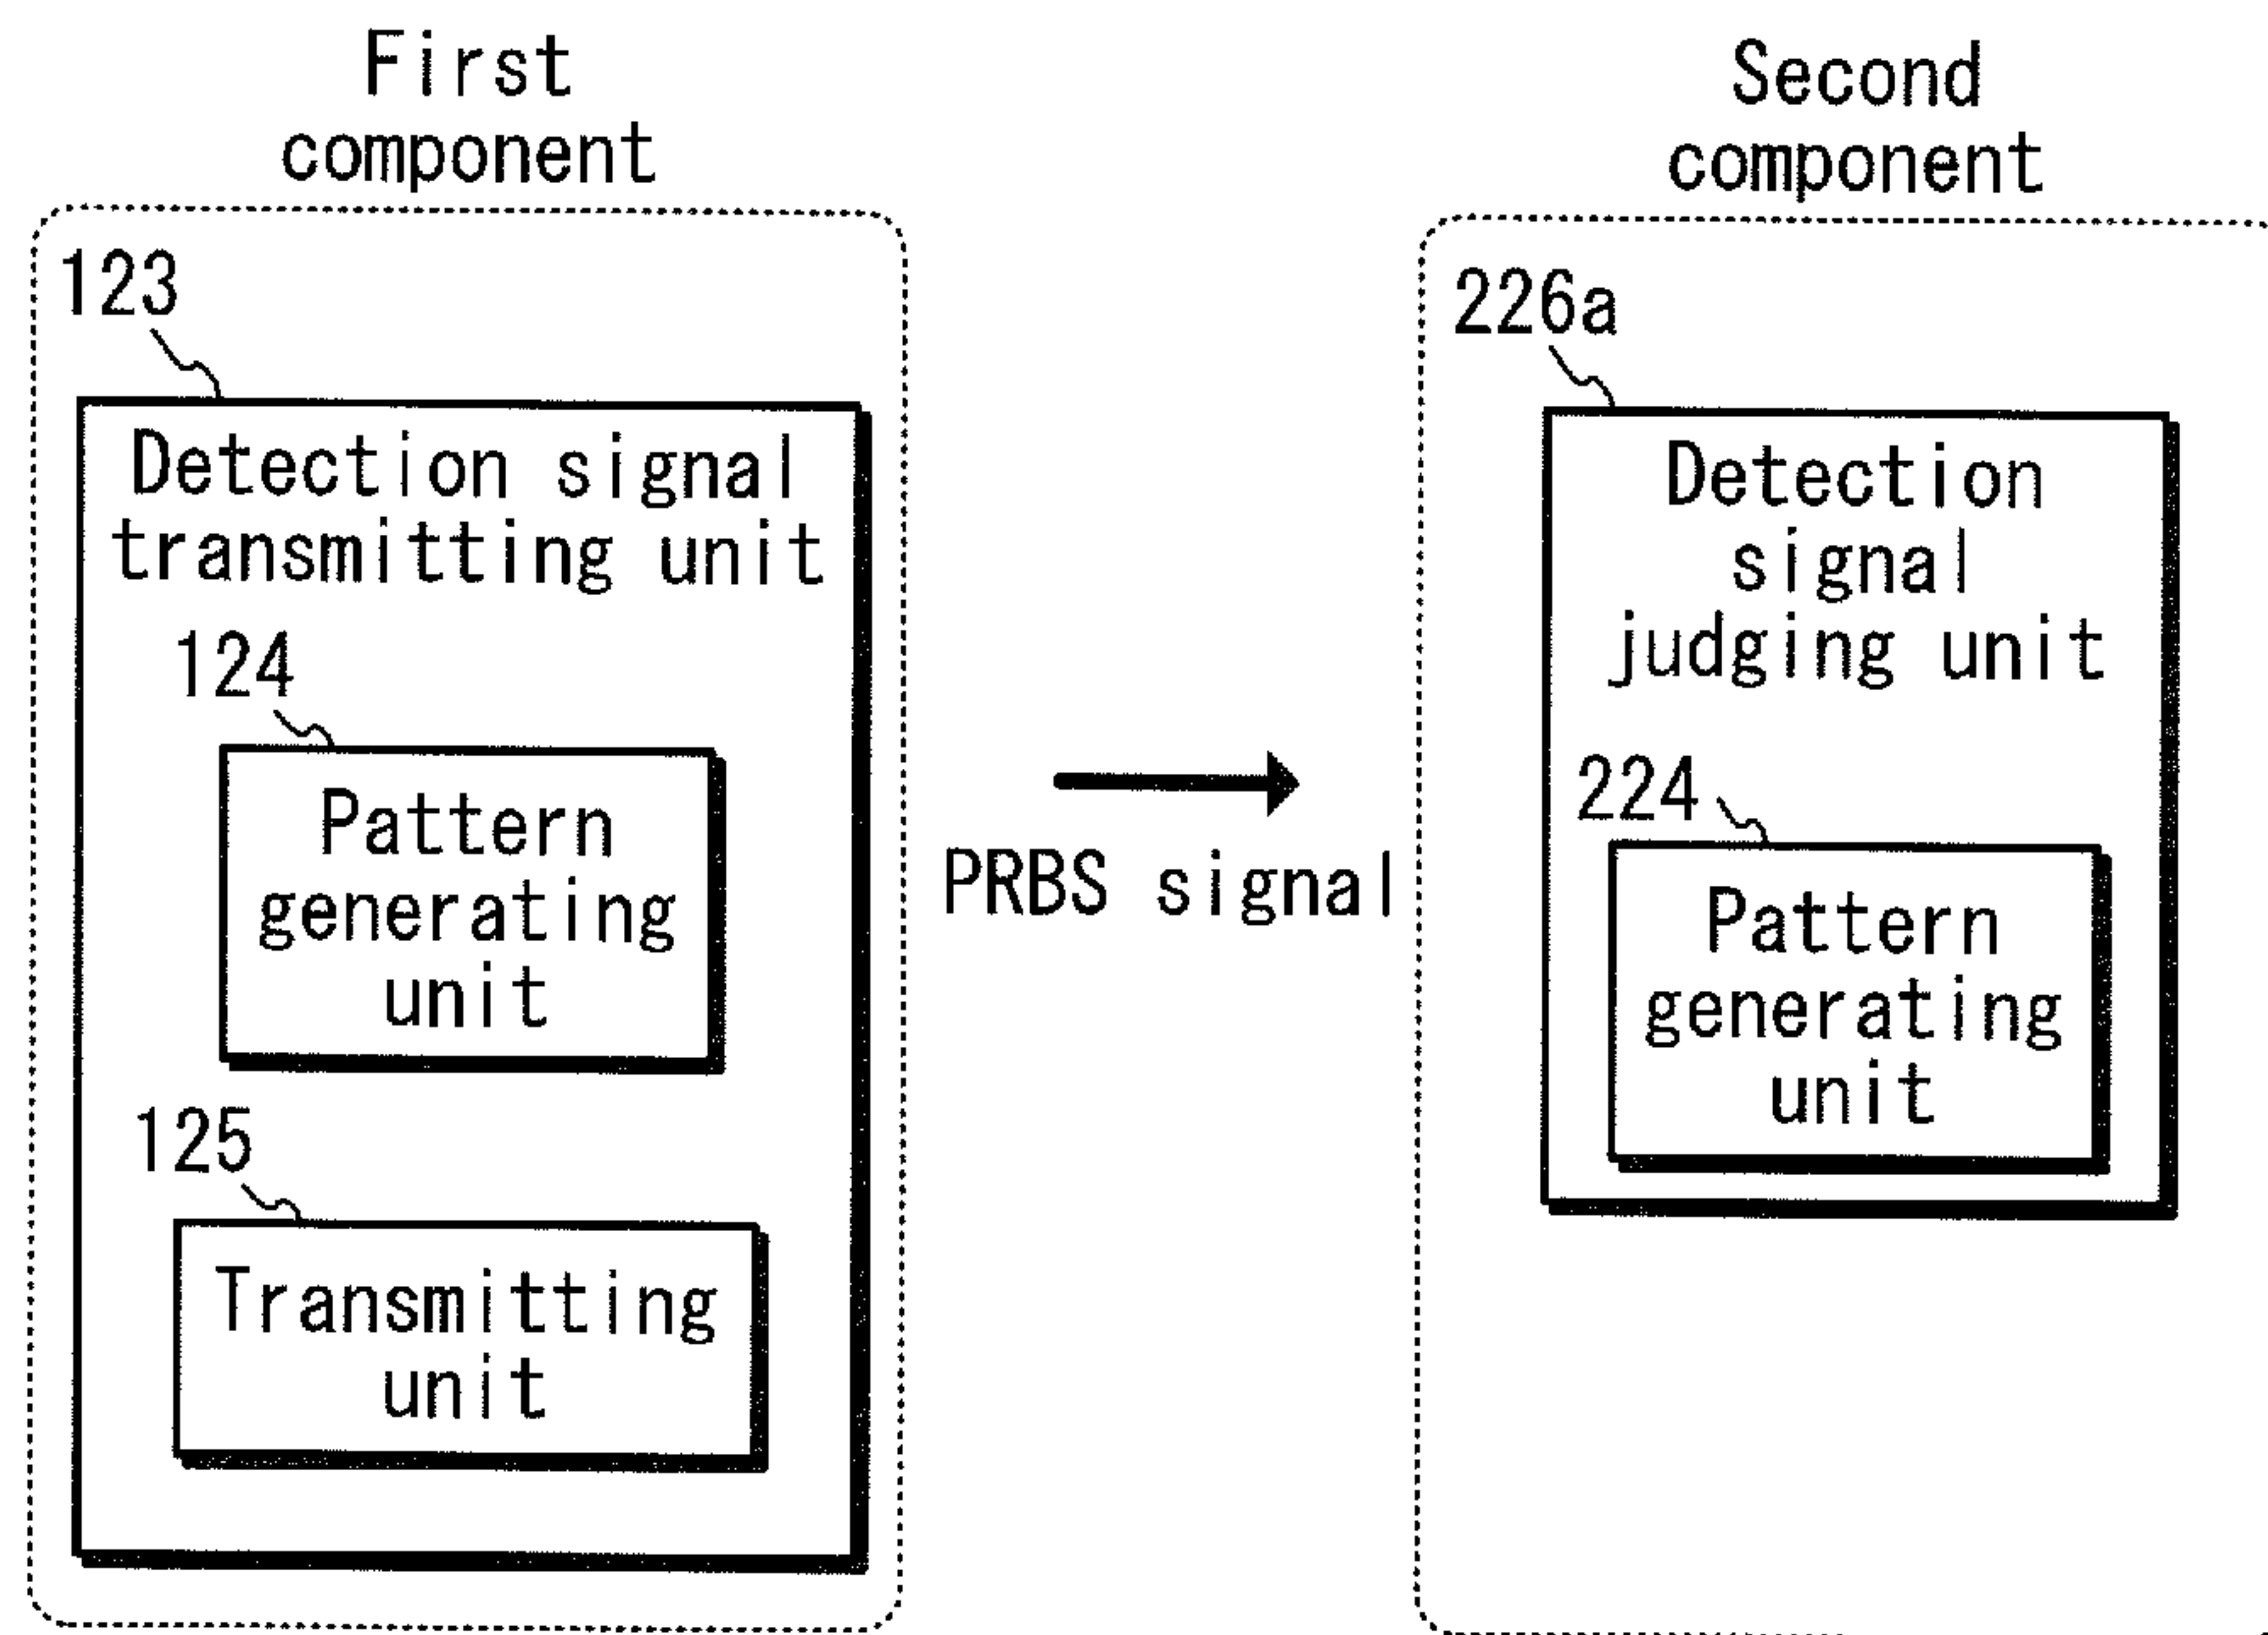 First
component
123
Detection signal
transmitting unit
124
Pattern
generating
unit
125
Transmitting
unit
PRBS signal
Second
component
226a
Detection
signal
judging unit
224
Pattern
generating
unit